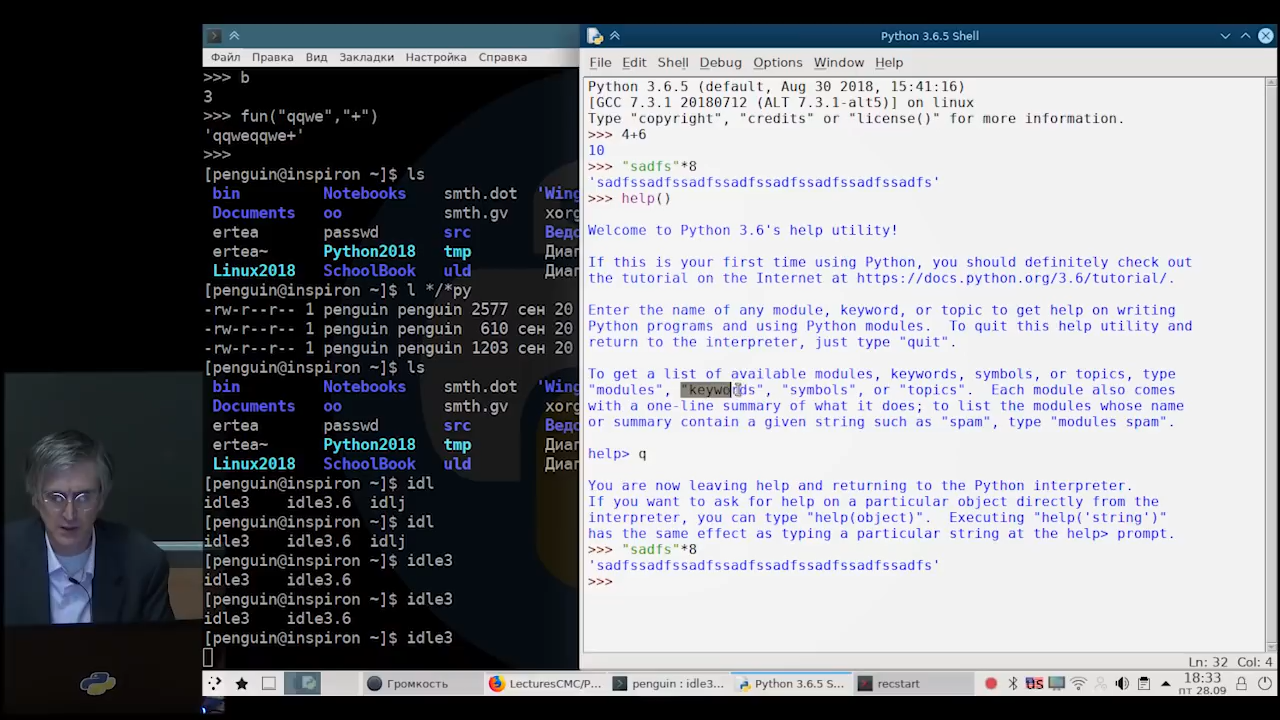 Файл Правка Вид Закладки Настройка Справка
>>> b
3
>>> fun("qqwe","+")
'qqweqqwe+'
>>>
[penguin@inspiron ~]$ ls
bin Notebooks smth.dot 'Wing
Documents oo smth.gv xorg
ertea passwd src Ведо
ertea~ Python2018 tmp Диаг
Linux2018 SchoolBook uld Диаг
[penguin@inspiron ~]$ l */*py
-rw-r--r-- 1 penguin penguin 2577 сен 20
-rw-r--r-- 1 penguin penguin 610 сен 20
-rw-r--r-- 1 penguin penguin 1203 сен 20
[penguin@inspiron ~]$ ls
bin Notebooks smth.dot 'Wing
Documents oo smth.gv xorg
ertea passwd src Ведо
ertea~ Python2018 tmp Диаг
Linux2018 SchoolBook uld Диаг
[penguin@inspiron ~]$ idl
idle3 idle3.6 idlj
[penguin@inspiron ~]$ idl
idle3 idle3.6 idlj
[penguin@inspiron ~]$ idle3
idle3 idle3.6
[penguin@inspiron ~]$ idle3
idle3 idle3.6
[penguin@inspiron ~]$ idle3
Python 3.6.5 Shell
File Edit Shell Debug Options Window Help
Python 3.6.5 (default, Aug 30 2018, 15:41:16)
[GCC 7.3.1 20180712 (ALT 7.3.1-alt5)] on linux
Type "copyright", "credits" or "license()" for more information.
>>> 4+6
10
>>> "sadfs"*8
'sadfssadfssadfssadfssadfssadfssadfssadfs'
>>> help()
Welcome to Python 3.6's help utility!
If this is your first time using Python, you should definitely check out
the tutorial on the Internet at https://docs.python.org/3.6/tutorial/.
Enter the name of any module, keyword, or topic to get help on writing
Python programs and using Python modules.  To quit this help utility and
return to the interpreter, just type "quit".
To get a list of available modules, keywords, symbols, or topics, type
"modules", "keywords", "symbols", or "topics".  Each module also comes
with a one-line summary of what it does; to list the modules whose name
or summary contain a given string such as "spam", type "modules spam".
help> q
You are now leaving help and returning to the Python interpreter.
If you want to ask for help on a particular object directly from the
interpreter, you can type "help(object)".  Executing "help('string')"
has the same effect as typing a particular string at the help> prompt.
>>> "sadfs"*8
'sadfssadfssadfssadfssadfssadfssadfssadfs'
>>>
Ln: 32 Col: 4
Громкость LecturesCMC/P... penguin : idle3... Python 3.6.5 S... recstart US 18:33
пт 28.09